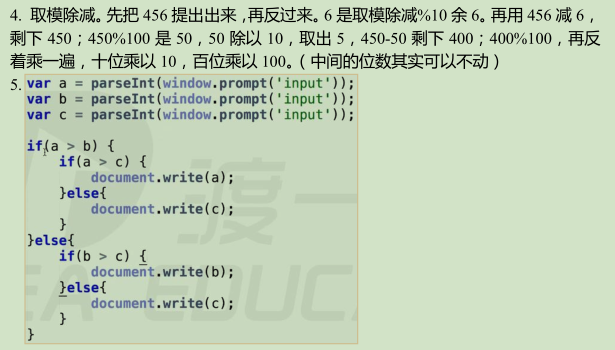 4. 取模除减。先把 456 提出出来，再反过来。6 是取模除减%10 余 6。再用 456 减 6，
剩下 450；450%100 是 50，50 除以 10，取出 5，450-50 剩下 400；400%100，再反
着乘一遍，十位乘以 10，百位乘以 100。（中间的位数其实可以不动）
5. var a = parseInt(window.prompt('input'));
var b = parseInt(window.prompt('input'));
var c = parseInt(window.prompt('input'));
if(a > b) {
if(a > c) {
document.write(a);
}else{
document.write(c);
}
}else{
if(b > c) {
document.write(b);
}else{
document.write(c);
}
}
渡一
EA EDUC